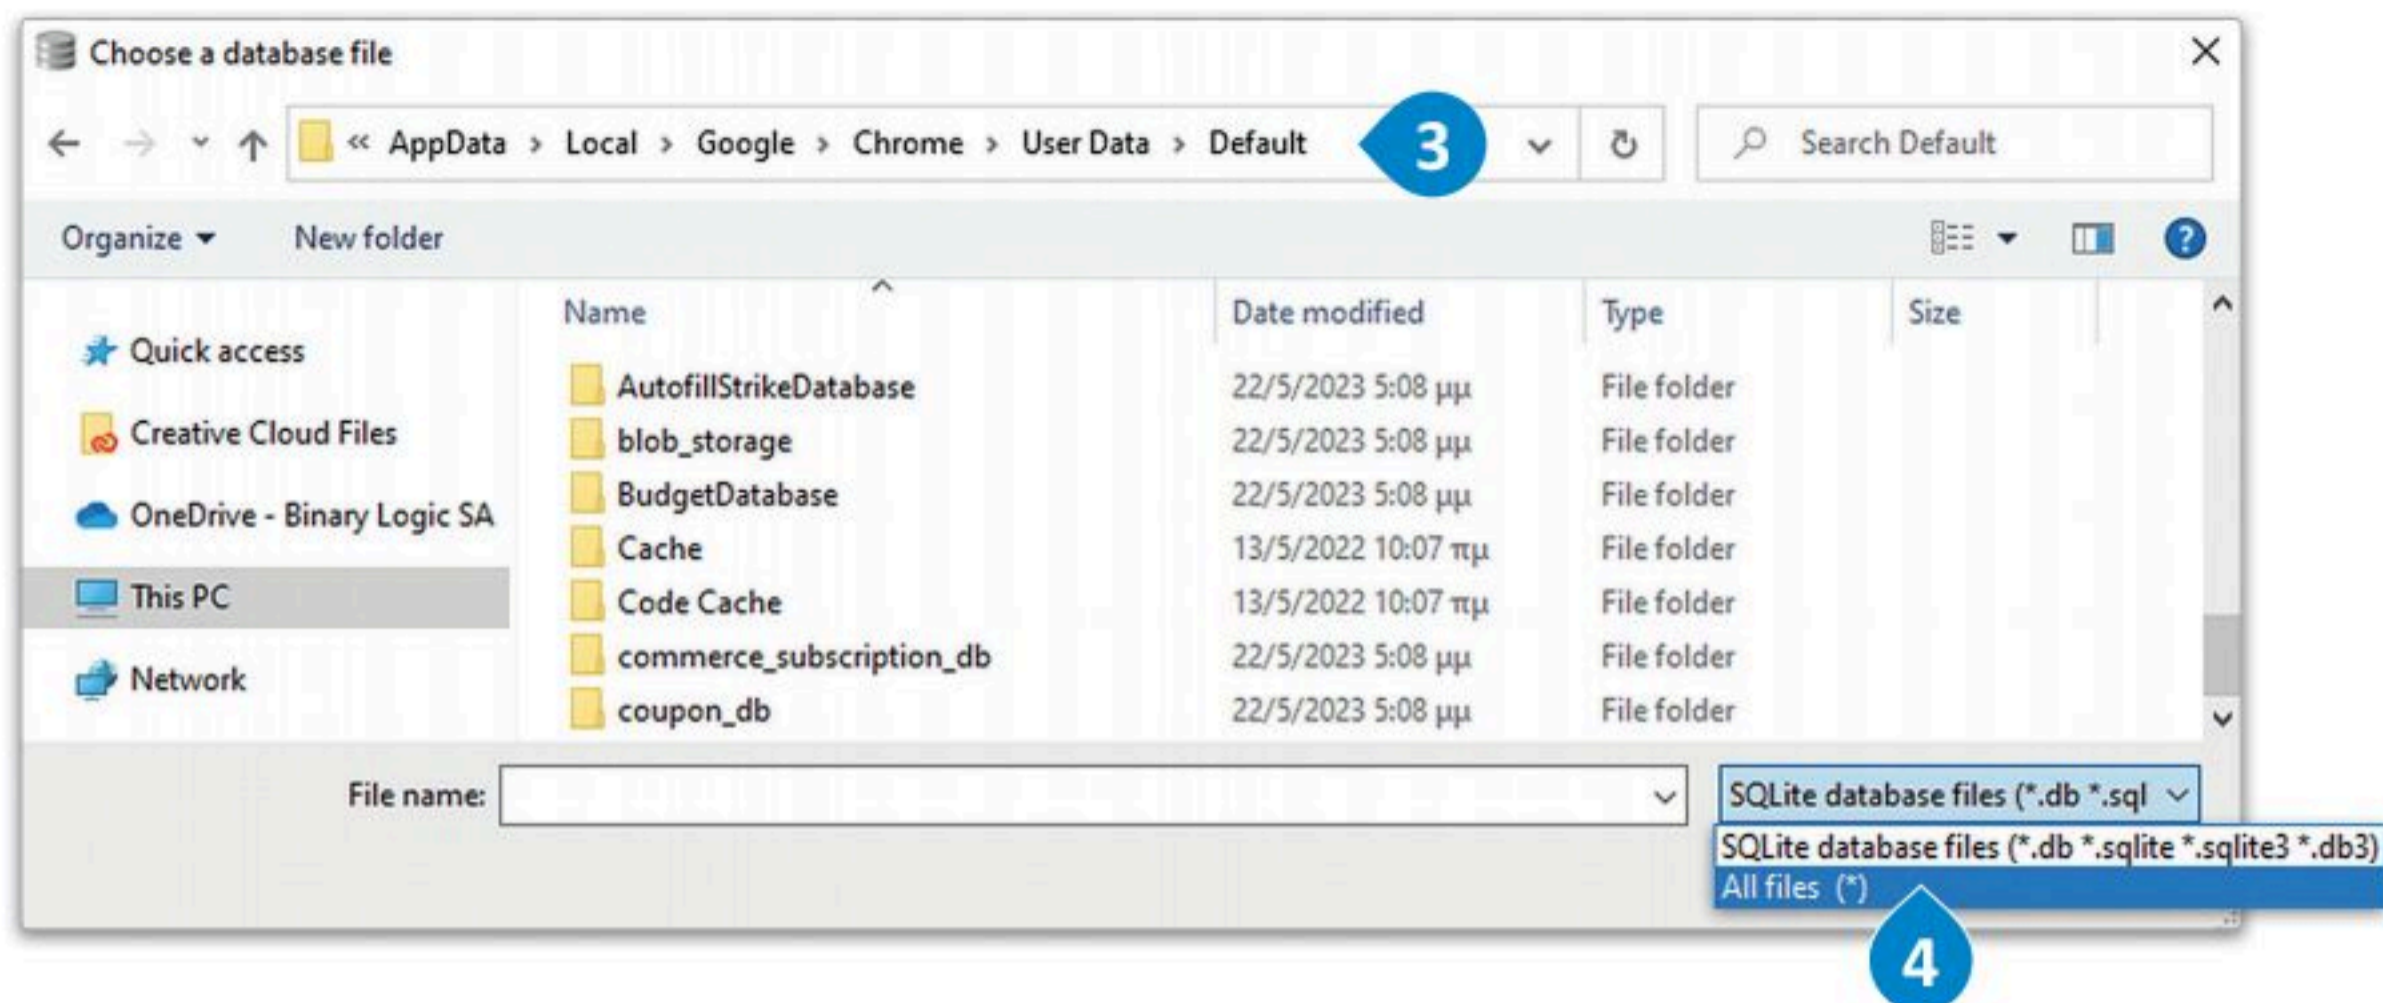 Choose a database file
« AppData > Local > Google > Chrome > User Data > Default
3
Search Default
Organize
New folder
Name
Date modified
Type
Size
Quick access
Creative Cloud Files
OneDrive - Binary Logic SA
This PC
Network
AutofillStrikeDatabase 22/5/2023 5:08 μμ File folder
blob_storage 22/5/2023 5:08 μμ File folder
BudgetDatabase 22/5/2023 5:08 μμ File folder
Cache 13/5/2022 10:07 πμ File folder
Code Cache 13/5/2022 10:07 πμ File folder
commerce_subscription_db 22/5/2023 5:08 μμ File folder
coupon_db 22/5/2023 5:08 μμ File folder
File name:
SQLite database files (*.db *.sql
SQLite database files (*.db *.sqlite *.sqlite3 *.db3)
All files (*)
4